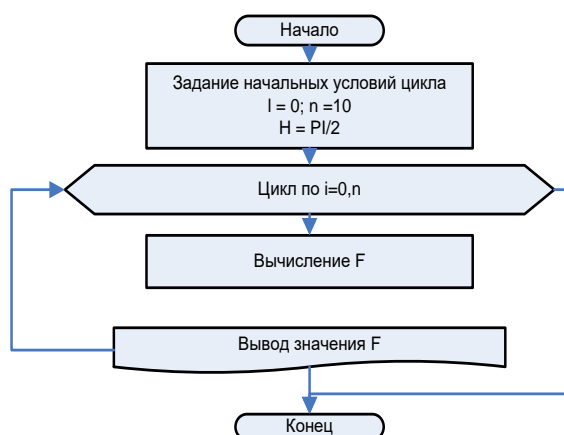 Начало
Задание начальных условий цикла
I = 0; n =10
H = PI/2
Цикл по i=0,n
Вычисление F
Вывод значения F
Конец